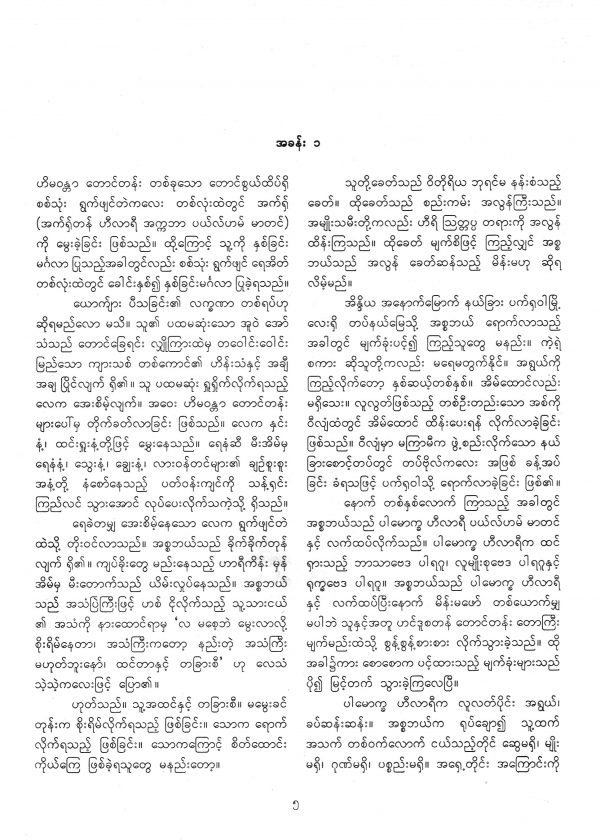 အခန်း ၁
ဟိမဝန္တာ တောင်တန်း တစ်ခုသော တောင်စွယ်ထိပ်ရှိ
စစ်သုံး ရွက်ဖျင်တဲကလေး တစ်လုံးထဲတွင် အက်ရှ်
(အက်ရှ်တန် ဟီလာရီ အက္ကဘာ ပယ်လ်ဟမ် မာတင်)
ကို မွေးခဲ့ခြင်း ဖြစ်သည်။ ထို့ကြောင့် သူ့ကို နှစ်ခြင်း
မင်္ဂလာ ပြုသည့်အခါတွင်လည်း စစ်သုံး ရွက်ဖျင် ရေအိတ်
တစ်လုံးထဲတွင် ခေါင်းနှစ်၍ နှစ်ခြင်းမင်္ဂလာ ပြုခဲ့ရသည်။
ယောက်ျား ပီသခြင်း၏ လက္ခဏာ တစ်ရပ်ဟု
ဆိုရမည်လော မသိ။ သူ၏ ပထမဆုံးသော အူဝဲ အော်
သံသည် တောင်ခြေရင်း လျှိုကြားထဲမှ တဝေါင်းဝေါင်း
မြည်သော ကျားသစ် တစ်ကောင်၏ ဟိန်းသံနှင့် အချီ
အချ ပြိုင်လျက် ရှိ၏။ သူ ပထမဆုံး ရှူရှိုက်လိုက်ရသည့်
လေက အေးစိမ့်လျက်။ အဝေး ဟိမဝန္တာ တောင်တန်း
များပေါ်မှ တိုက်ခတ်လာခြင်း ဖြစ်သည်။ လေက နှင်း
နံ့၊ ထင်းရှူးနံ့တို့ဖြင့် မွှေးနေသည်။ ရေနံဆီ မီးအိမ်မှ
ရေနံနံ့၊ သွေးနံ့၊ ချွေးနံ့၊ လားဝန်တင်များ၏ ချဉ်စူးစူး
အနံ့တို့ နံစော်နေသည့် ပတ်ဝန်းကျင်ကို သန့်ရှင်း
ကြည်လင် သွားအောင် လုပ်ပေးလိုက်သကဲ့သို့ ရှိသည်။
ရေခဲတမျှ အေးစိမ့်နေသော လေက ရွက်ဖျင်တဲ
ထဲသို့ တိုးဝင်လာသည်။ အစ္စဘယ်သည် ခိုက်ခိုက်တုန်
လျက် ရှိ၏။ ကျပ်ခိုးတွေ မည်းနေသည့် ဟာရီကိန်း မှန်
အိမ်မှ မီးတောက်သည် ယိမ်းလှုပ်နေသည်။ အစ္စဘယ်
သည် အသံပြဲကြီးဖြင့် ဟစ် ငိုလိုက်သည့် သူ့သားငယ်
၏ အသံကို နားထောင်ရာမှ ‘လ မစေ့ဘဲ မွေးလာလို့
စိုးရိမ်နေတာ၊ အသံကြီးကတော့ နည်းတဲ့ အသံကြီး
မဟုတ်ဘူးနော်၊ ထင်တာနှင့် တခြားစီ’ ဟု လေသံ
သဲ့သဲ့ကလေးဖြင့် ပြော၏။
ဟုတ်သည်။ သူ့အထင်နှင့် တခြားစီ။ မမွေးခင်
တုန်းက စိုးရိမ်လိုက်ရသည့် ဖြစ်ခြင်း။ သောက ရောက်
လိုက်ရသည့် ဖြစ်ခြင်း။ သောကကြောင့် စိတ်ထောင်း
ကိုယ်ကြေ ဖြစ်ခဲ့ရသူတွေ မနည်းတော့။
သူတို့ခေတ်သည် ဝိတိုရိယ ဘုရင်မ နန်းစံသည့်
ခေတ်။ ထိုခေတ်သည် စည်းကမ်း အလွန်ကြီးသည်။
အမျိုးသမီးတို့ကလည်း ဟီရိ ဩတ္တပ္ပ တရားကို အလွန်
ထိန်းကြသည်။ ထိုခေတ် မျက်စိဖြင့် ကြည့်လျှင် အစ္စ
ဘယ်သည် အလွန် ခေတ်ဆန်သည့် မိန်းမဟု ဆိုရ
လိမ့်မည်။
အိန္ဒိယ အနောက်မြောက် နယ်ခြား ပက်ရှဝါမြို့
လေးရှိ တပ်နယ်မြေသို့ အစ္စဘယ် ရောက်လာသည့်
အခါတွင် မျက်ခုံးပင့်၍ ကြည့်သူတွေ မနည်း။ ကဲ့ရဲ့
စကား ဆိုသူတို့ကလည်း မရေမတွက်နိုင်။ အရွယ်ကို
ကြည့်လိုက်တော့ နှစ်ဆယ့်တစ်နှစ်။ အိမ်ထောင်လည်း
မရှိသေး။ လူလွတ်ဖြစ်သည့် တစ်ဦးတည်းသော အစ်ကို
ဝီလျံထံတွင် အိမ်ထောင် ထိန်းပေးရန် လိုက်လာခဲ့ခြင်း
ဖြစ်သည်။ ဝီလျံမှာ မကြာမီက ဖွဲ့စည်းလိုက်သော နယ်
ခြားစောင့်တပ်တွင် တပ်ဗိုလ်ကလေး အဖြစ် ခန့်အပ်
ခြင်း ခံရသဖြင့် ပက်ရှဝါသို့ ရောက်လာခဲ့ခြင်း ဖြစ်၏။
နောက် တစ်နှစ်လောက် ကြာသည့် အခါတွင်
အစ္စဘယ်သည် ပါမောက္ခ ဟီလာရီ ပယ်လ်ဟမ် မာတင်
နှင့် လက်ထပ်လိုက်သည်။ ပါမောက္ခ ဟီလာရီက ထင်
ရှားသည့် ဘာသာဗေဒ ပါရဂူ၊ လူမျိုးစုဗေဒ ပါရဂူနှင့်
ရုက္ခဗေဒ ပါရဂူ။ အစ္စဘယ်သည် ပါမောက္ခ ဟီလာရီ
နှင့် လက်ထပ်ပြီးနောက် မိန်းမဖော် တစ်ယောက်မျှ
မပါဘဲ သူနှင့်အတူ ဟင်ဒူစတန် တောင်တန်း တောကြီး
မျက်မည်းထဲသို့ စွန့်စွန့်စားစား လိုက်သွားခဲ့သည်။ ထို
အခါ၌ကား စောစောက ပင့်ထားသည့် မျက်ခုံးများသည်
ပို၍ မြင့်တက် သွားခဲ့ကြလေပြီ။
ပါမောက္ခ ဟီလာရီက လူလတ်ပိုင်း အရွယ်၊
ခပ်ဆန်းဆန်း။ အစ္စဘယ်က ရုပ်ချော၍ သူ့ထက်
အသက် တစ်ဝက်လောက် ငယ်သည့်တိုင် ဆွေမရှိ၊ မျိုး
မရှိ၊ ဂုဏ်မရှိ၊ ပစ္စည်းမရှိ။ အရှေ့တိုင်း အကြောင်းကို
၅